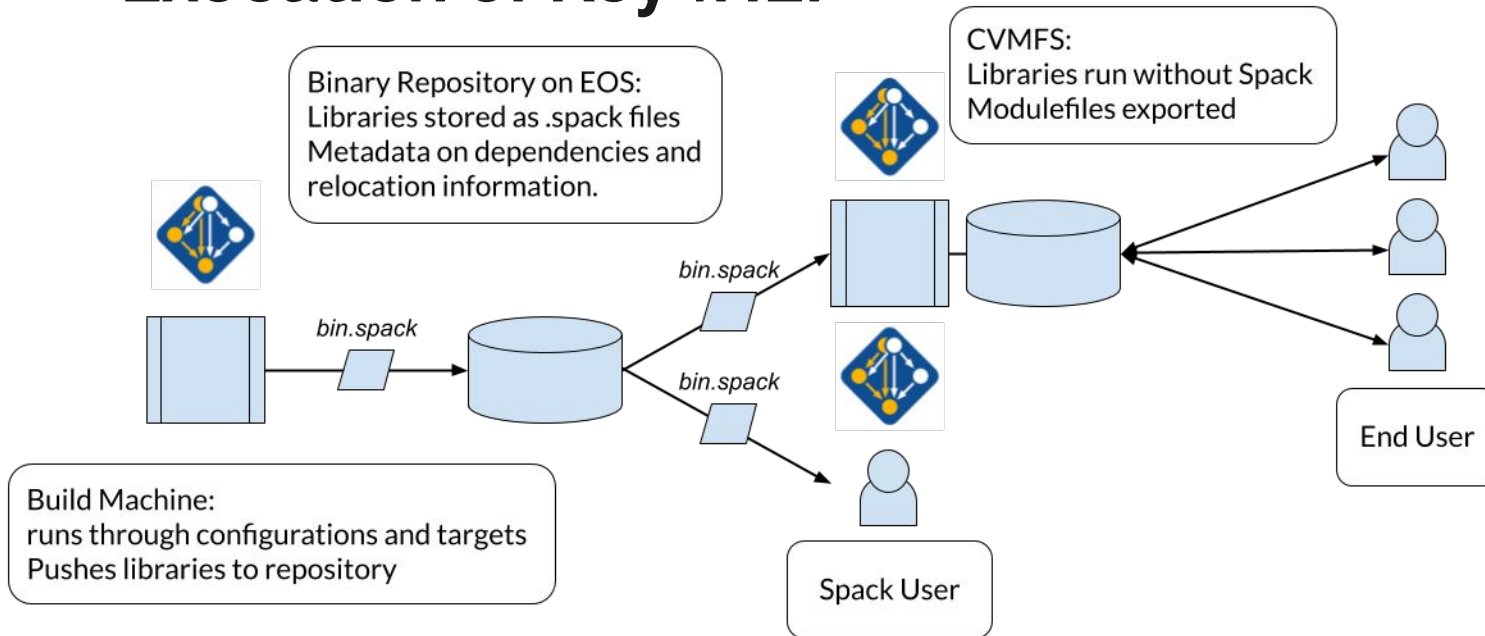 CVMFS:
Libraries run without Spack
Modulefiles exported
Binary Repository on EOS:
Libraries stored as .spack files
Metadata on dependencies and
relocation information.
bin.spack
bin.spack
bin.spack
End User
Build Machine:
runs through configurations and targets
Pushes libraries to repository
Spack User